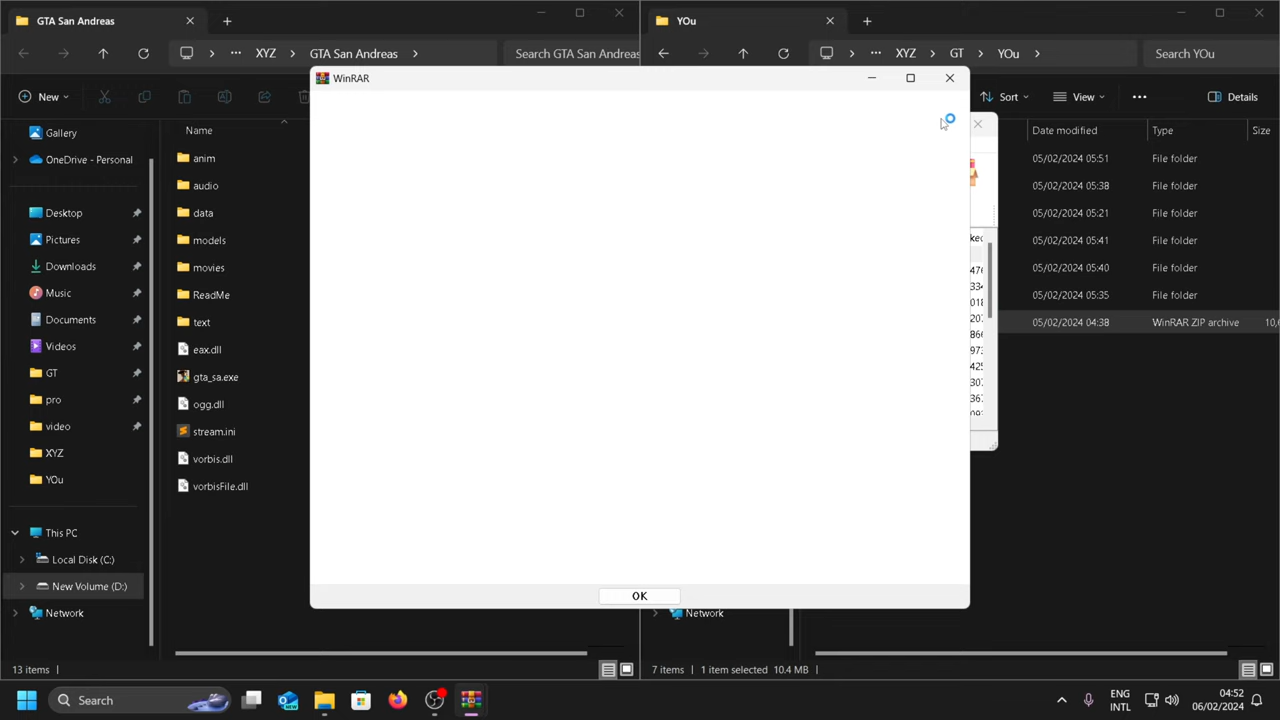 GTA San Andreas
YOu
XYZ
GTA San Andreas
Search GTA San Andreas
XYZ
GT
YOu
Search YOu
WinRAR
New
Sort
View
Details
Gallery
OneDrive - Personal
Desktop
Pictures
Downloads
Music
Documents
Videos
GT
pro
video
XYZ
YOu
This PC
Local Disk (C:)
New Volume (D:)
Network
Name
anim
audio
data
models
movies
ReadMe
text
eax.dll
gta_sa.exe
ogg.dll
stream.ini
vorbis.dll
vorbisFile.dll
OK
Date modified
Type
Size
05/02/2024 05:51
File folder
05/02/2024 05:38
File folder
05/02/2024 05:21
File folder
05/02/2024 05:41
File folder
05/02/2024 05:40
File folder
05/02/2024 05:35
File folder
05/02/2024 04:38
WinRAR ZIP archive
Network
13 items
7 items
1 item selected 10.4 MB
Search
ENG
INTL
04:52
06/02/2024